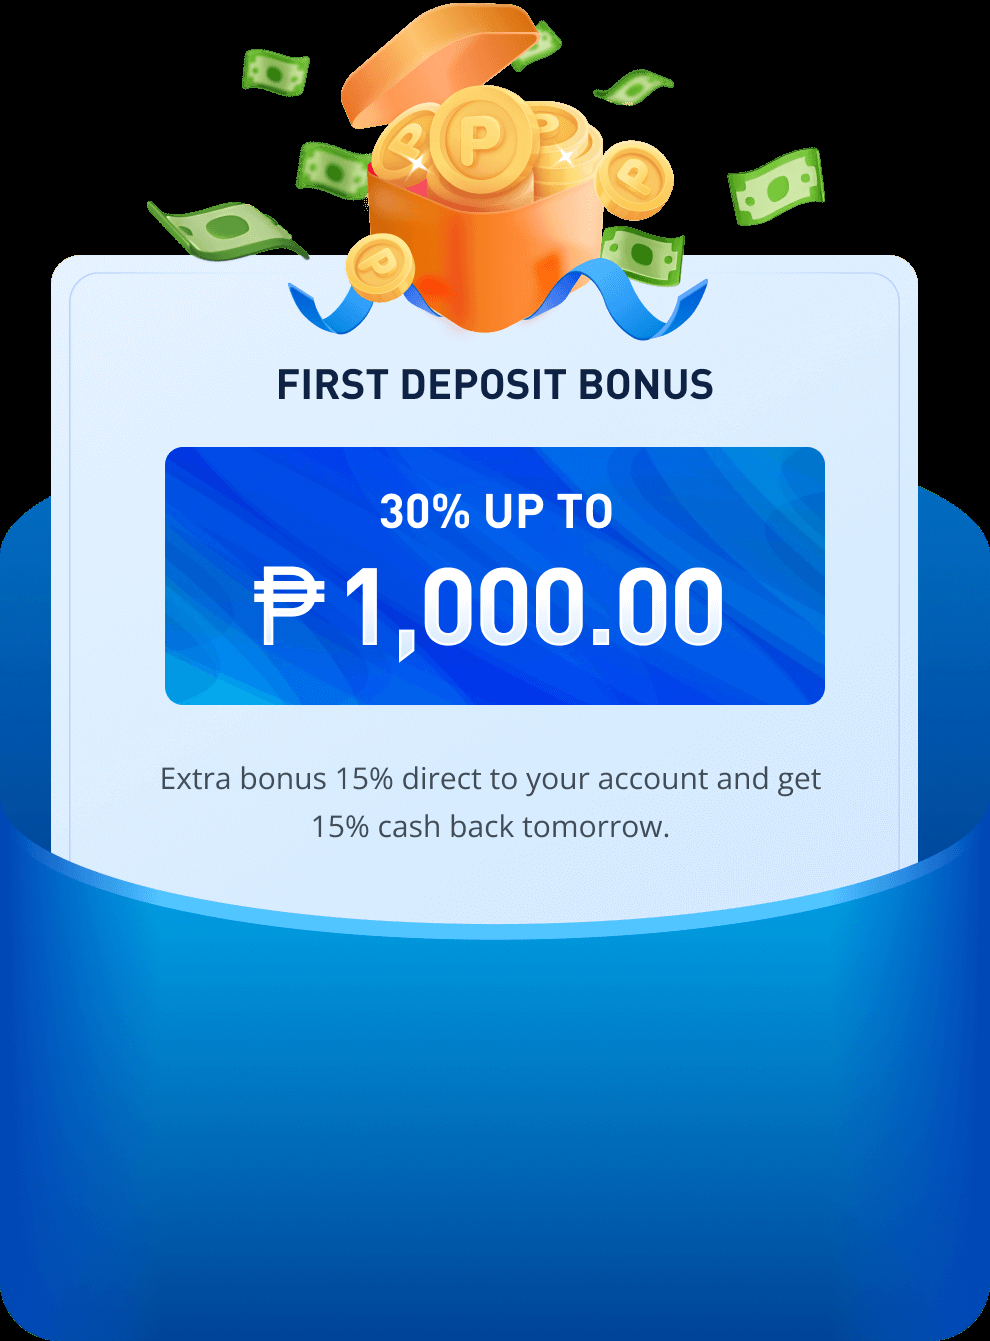 FIRST DEPOSIT BONUS
30% UP TO
₱1,000.00
Extra bonus 15% direct to your account and get
15% cash back tomorrow.